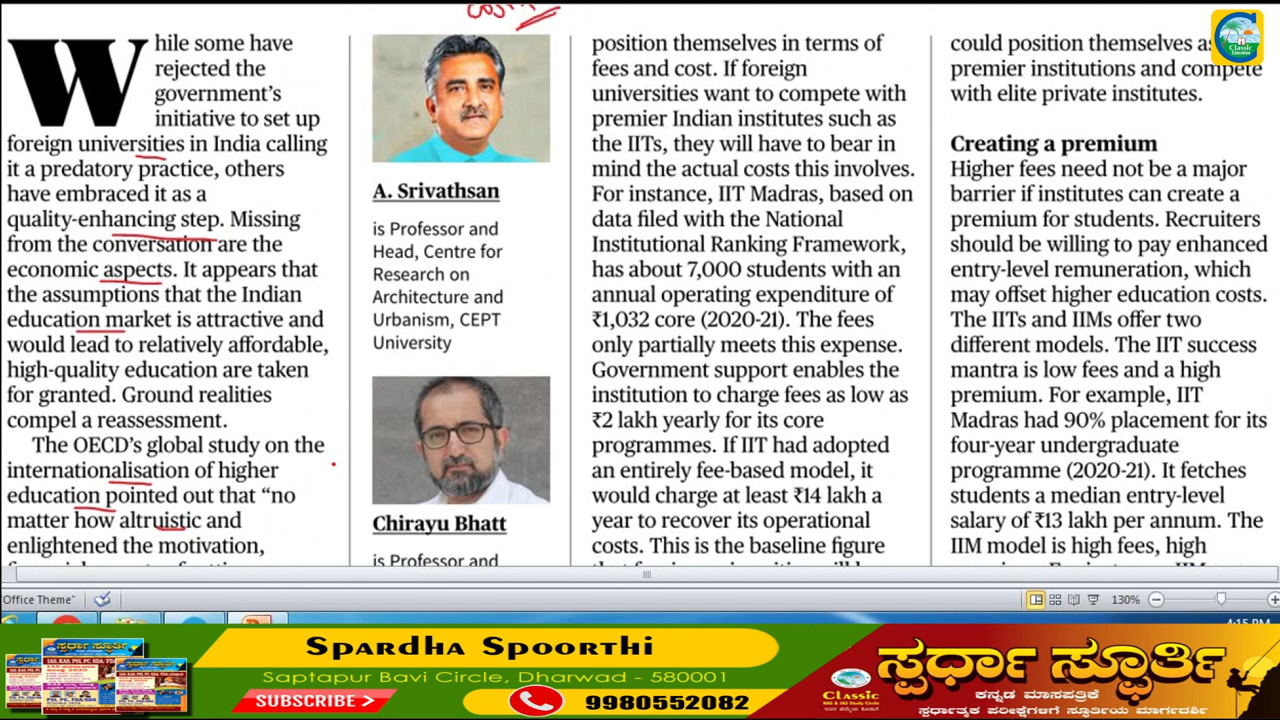 While some have
rejected the
government's
initiative to set up
foreign universities in India calling
it a predatory practice, others
have embraced it as a
quality-enhancing step. Missing
from the conversation are the
economic aspects. It appears that
the assumptions that the Indian
education market is attractive and
would lead to relatively affordable,
high-quality education are taken
for granted. Ground realities
compel a reassessment.
The OECD's global study on the
internationalisation of higher
education pointed out that “no
matter how altruistic and
enlightened the motivation,
A. Srivathsan
is Professor and
Head, Centre for
Research on
Architecture and
Urbanism, CEPT
University
Chirayu Bhatt
is Professor and
position themselves in terms of
fees and cost. If foreign
universities want to compete with
premier Indian institutes such as
the IITs, they will have to bear in
mind the actual costs this involves.
For instance, IIT Madras, based on
data filed with the National
Institutional Ranking Framework,
has about 7,000 students with an
annual operating expenditure of
₹1,032 core (2020-21). The fees
only partially meets this expense.
Government support enables the
institution to charge fees as low as
₹2 lakh yearly for its core
programmes. If IIT had adopted
an entirely fee-based model, it
would charge at least ₹14 lakh a
year to recover its operational
costs. This is the baseline figure
could position themselves as
premier institutions and compete
with elite private institutes.
Creating a premium
Higher fees need not be a major
barrier if institutes can create a
premium for students. Recruiters
should be willing to pay enhanced
entry-level remuneration, which
may offset higher education costs.
The IITs and IIMs offer two
different models. The IIT success
mantra is low fees and a high
premium. For example, IIT
Madras had 90% placement for its
four-year undergraduate
programme (2020-21). It fetches
students a median entry-level
salary of ₹13 lakh per annum. The
IIM model is high fees, high
Classic
Education
"Office Theme"
130%
4:15 PM
Spardha Spoorthi
Saptapur Bavi Circle, Dharwad - 580001
SUBSCRIBE
9980552082
ಸ್ಪರ್ಧಾ ಸ್ಫೂರ್ತಿ
ಕನ್ನಡ ಮಾಸಪತ್ರಿಕೆ
ಸ್ಪರ್ಧಾತ್ಮಕ ಪರೀಕ್ಷೆಗಳಿಗೆ ಸ್ಫೂರ್ತಿಯ ಮಾರ್ಗದರ್ಶಿ
Classic
KAS & IAS Study Circle